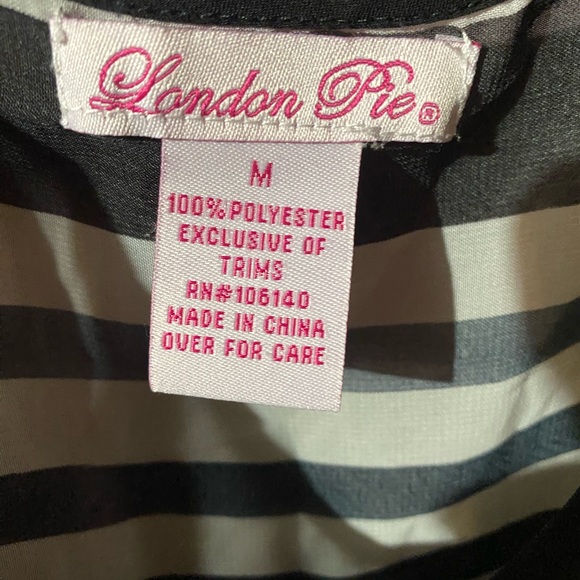 London Pie®
M
100% POLYESTER
EXCLUSIVE OF
TRIMS
RN#106140
MADE IN CHINA
OVER FOR CARE